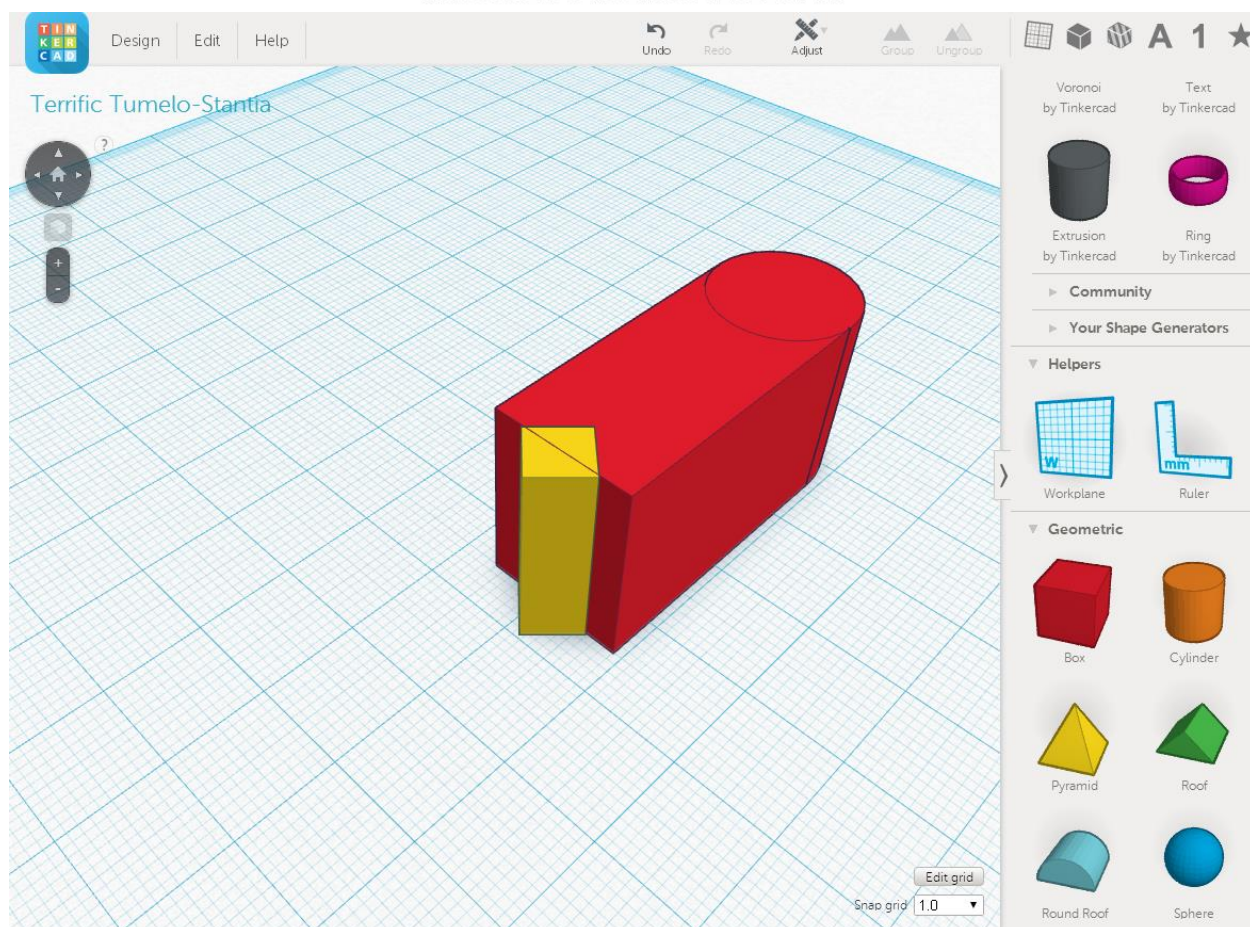 TIN
KER
CAD
Design
Edit
Help
Undo
Redo
Adjust
Group
Ungroup
A
1
Terrific Tumelo-Stantia
?
+
-
Voronoi
by Tinkercad
Text
by Tinkercad
Extrusion
by Tinkercad
Ring
by Tinkercad
Community
Your Shape Generators
Helpers
W
mm
Workplane
Ruler
Geometric
Box
Cylinder
Pyramid
Roof
Round Roof
Sphere
Edit grid
Snap grid 1.0